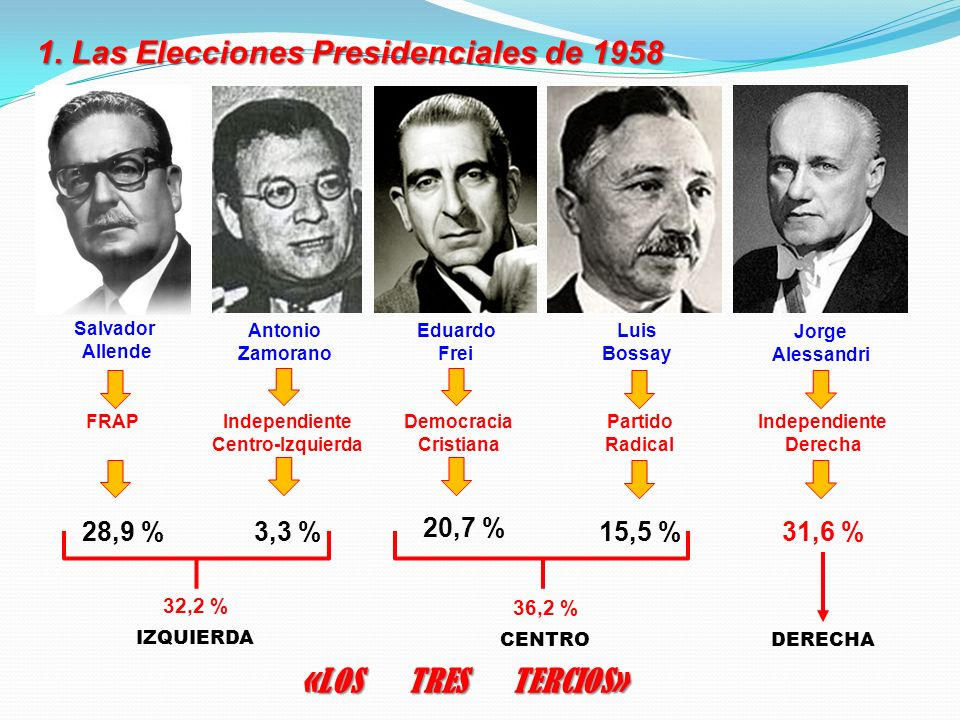 1. Las Elecciones Presidenciales de 1958
Salvador
Allende
Antonio
Zamorano
Eduardo
Frei
Luis
Bossay
Jorge
Alessandri
FRAP
Independiente
Centro-Izquierda
Democracia
Cristiana
Partido
Radical
Independiente
Derecha
28,9 %
3,3 %
20,7 %
15,5 %
31,6 %
32,2 %
36,2 %
IZQUIERDA
CENTRO
DERECHA
«LOS TRES TERCIOS»